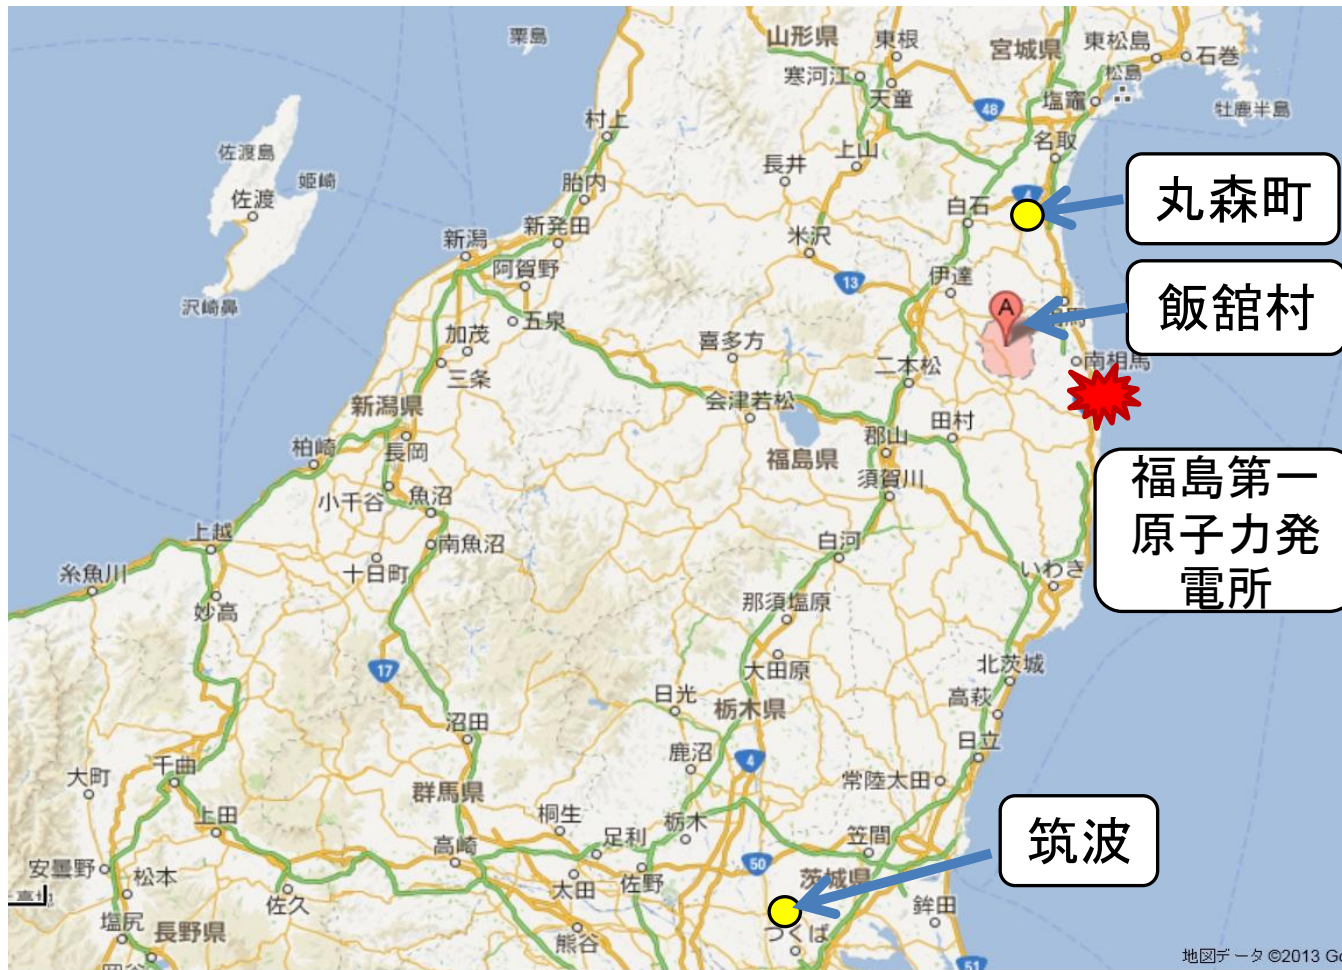 粟島
山形県
東根
宮城県
東松島
石巻
寒河江
天童
48
松島
塩竈
牡鹿半島
村上
名取
佐渡島
姫崎
長井
上山
丸森町
佐渡
胎内
4
白石
新潟
新発田
米沢
沢崎鼻
阿賀野
13
伊達
A
飯舘村
加茂
五泉
喜多方
馬
三条
二本松
南相馬
新潟県
会津若松
田村
柏崎
長岡
郡山
福島県
福島第一
原子力発
電所
小千谷
魚沼
須賀川
上越
南魚沼
白河
糸魚川
十日町
いわき
妙高
那須塩原
17
大田原
北茨城
日光
栃木県
高萩
沼田
鹿沼
日立
大町
千曲
4
群馬県
常陸太田
上田
桐生
足利
栃木
笠間
筑波
高崎
50
安曇野
松本
太田
佐野
茨城県
佐久
鉾田
塩尻
長野県
熊谷
つくば
51
地図データ ©2013 G